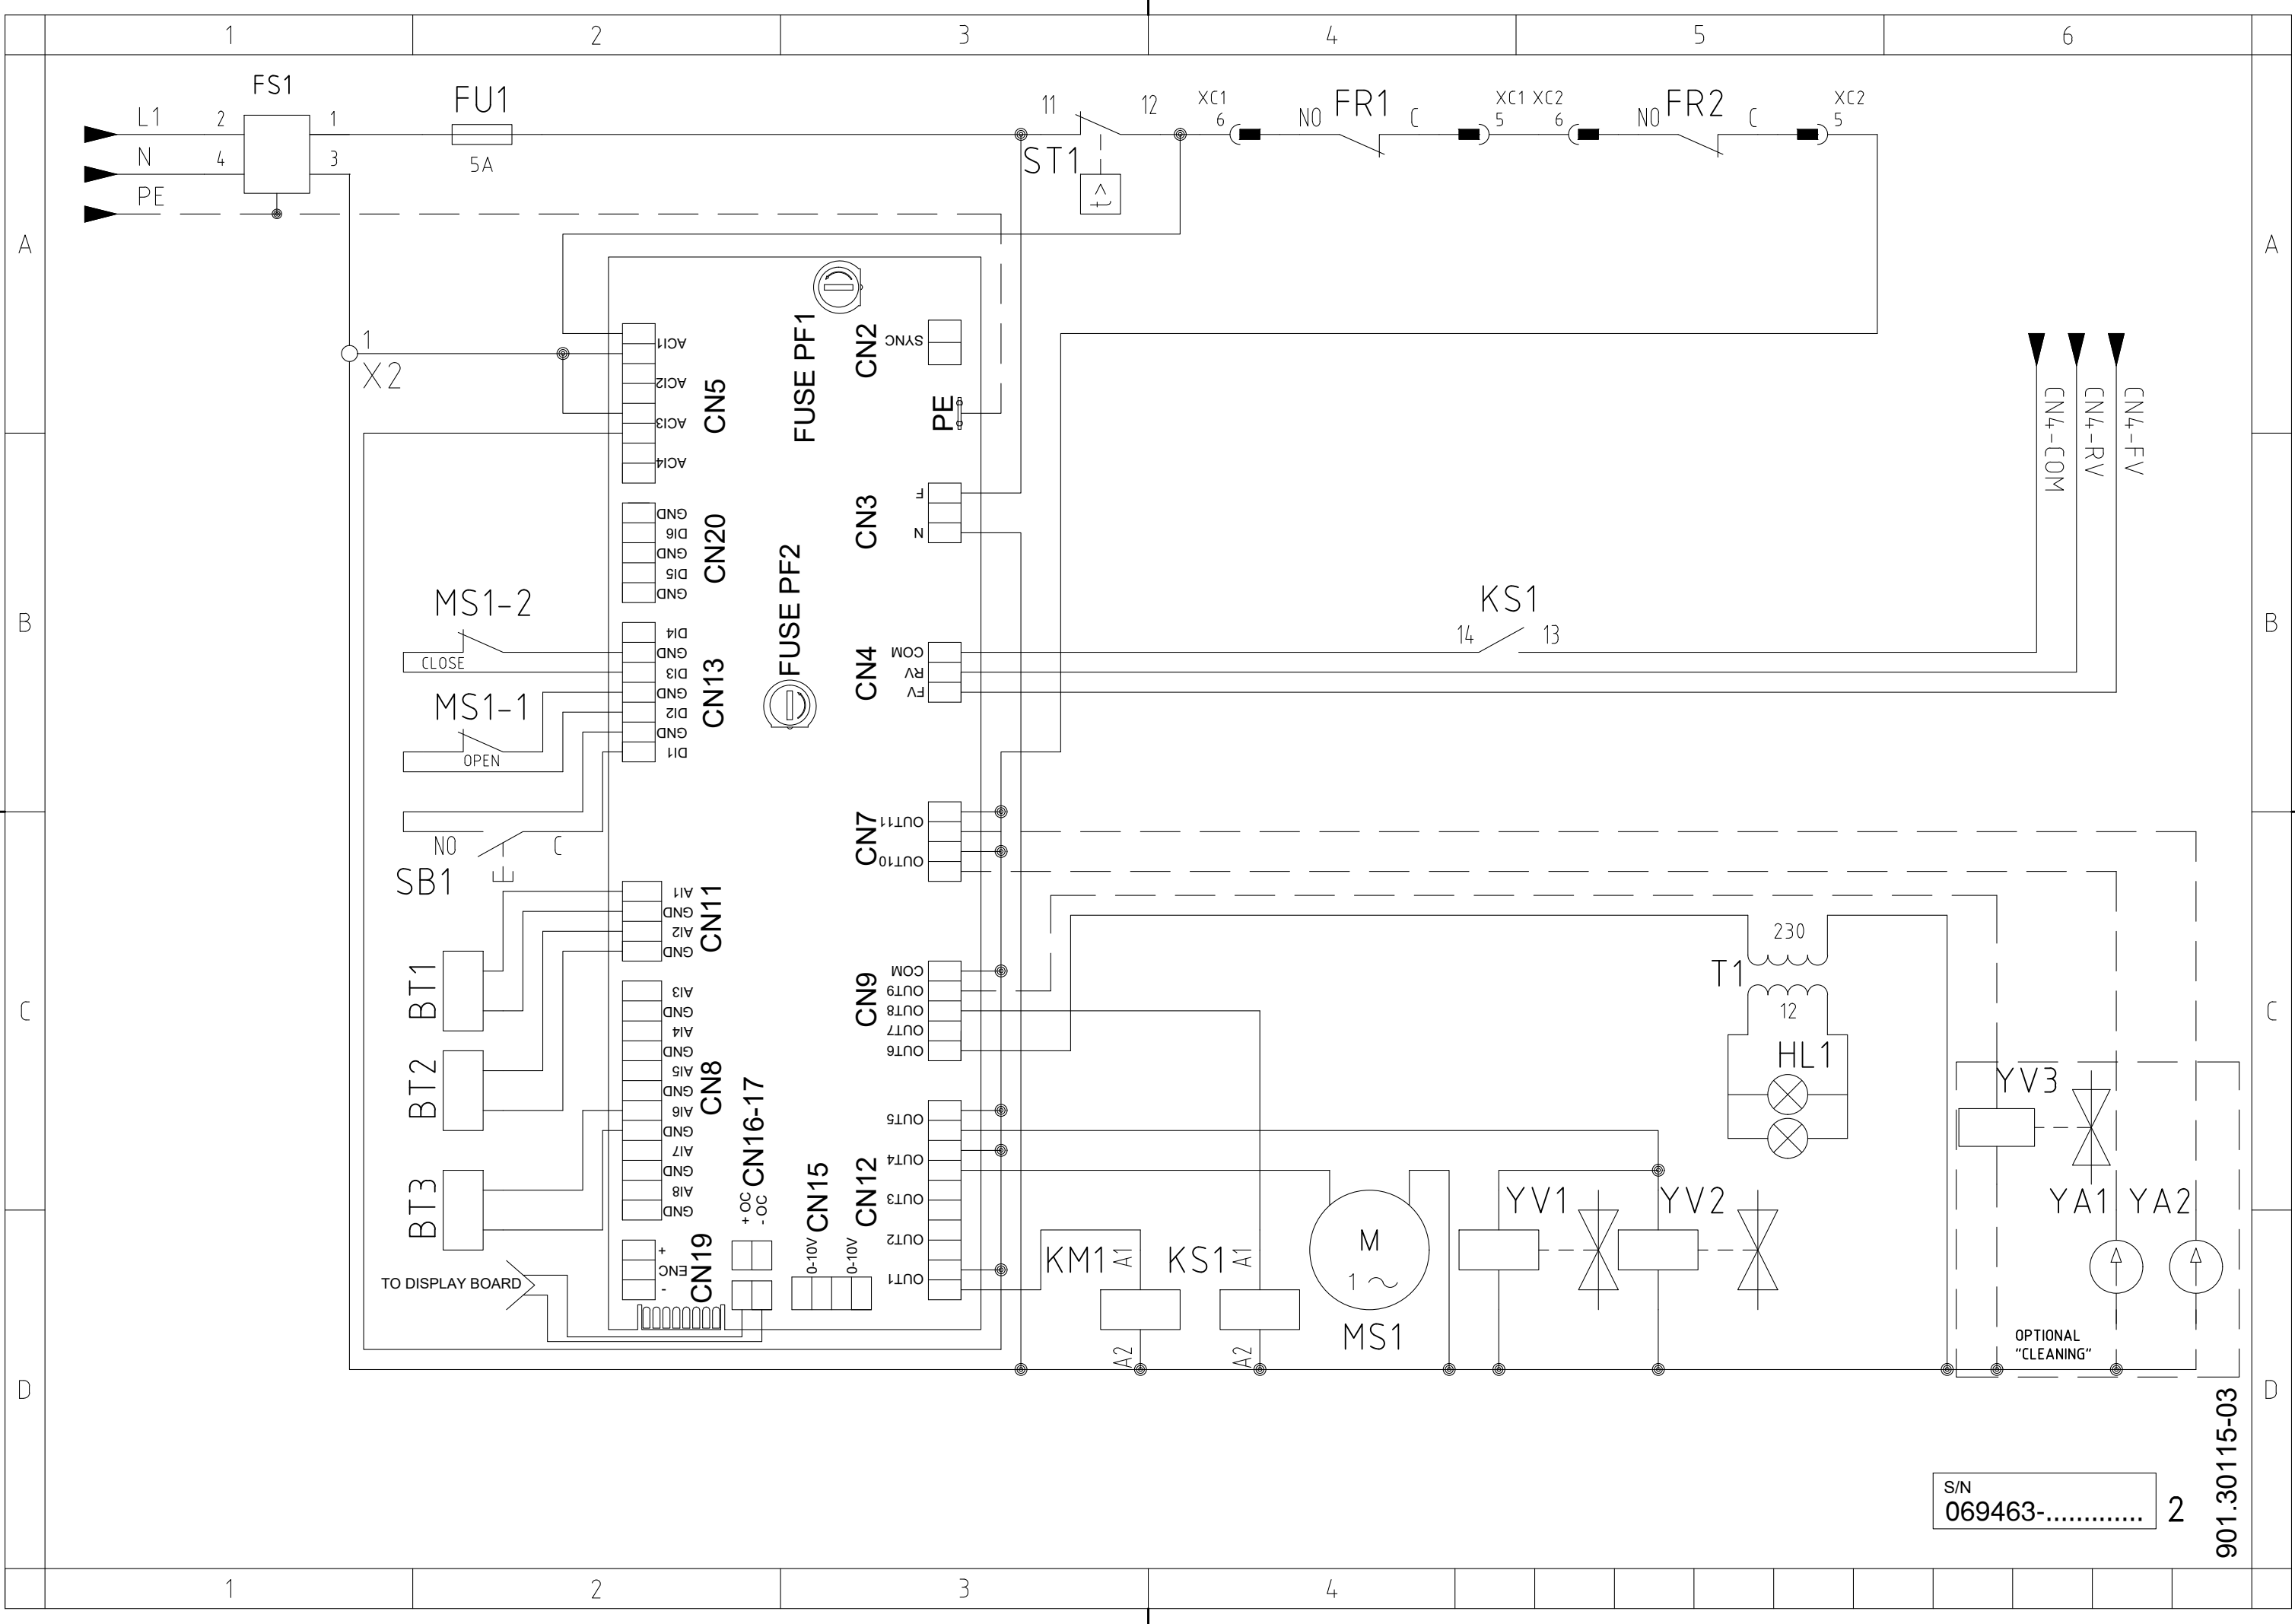 1 2 3 4 5 6
FS1
FU1
L1 2 1
N 4 3
PE
5A
11 12
ST1
t>
XC1
6
NO FR1 C
XC1 XC2
5 6
NO FR2 C
XC2
5
A A
1
X2
ACI1
ACI2
ACI3
ACI4
CN5
FUSE PF1
CN2
SYNC
PE
CN3
F
N
CN4-COM
CN4-RV
CN4-FV
GND
DI6
GND
DI5
GND
CN20
FUSE PF2
B B
MS1-2
CLOSE
MS1-1
OPEN
DI4
GND
DI3
GND
DI2
GND
DI1
CN13
CN4
COM
RV
FV
KS1
14 13
NO C
SB1
E
CN7
OUT11
OUT10
AI1
GND
AI2
GND
CN11
BT1
BT2
BT3
C C
AI3
GND
AI4
GND
AI5
GND
AI6
GND
AI7
GND
AI8
GND
CN8
CN9
COM
OUT9
OUT8
OUT7
OUT6
230
T1
12
HL1
CN16-17
+ OC
- OC
CN15
0-10V
0-10V
CN12
OUT5
OUT4
OUT3
OUT2
OUT1
+
ENC
-
CN19
TO DISPLAY BOARD
KM1 A1
A2
KS1 A1
A2
M
1 ~
MS1
YV1
YV2
YV3
YA1 YA2
OPTIONAL
"CLEANING"
D D
901.30115-03
S/N
069463-.............
2
1 2 3 4